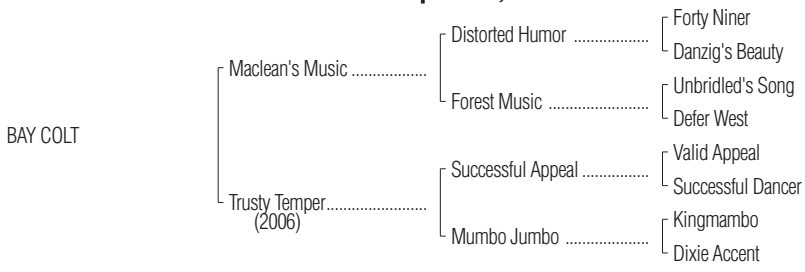 Forty Niner
Distorted Humor ..................
Danzig's Beauty
Maclean's Music ..................
Unbridled's Song
Forest Music ........................
Defer West
BAY COLT
Valid Appeal
Successful Appeal ................
Successful Dancer
Trusty Temper........................
(2006)
Kingmambo
Mumbo Jumbo ....................
Dixie Accent